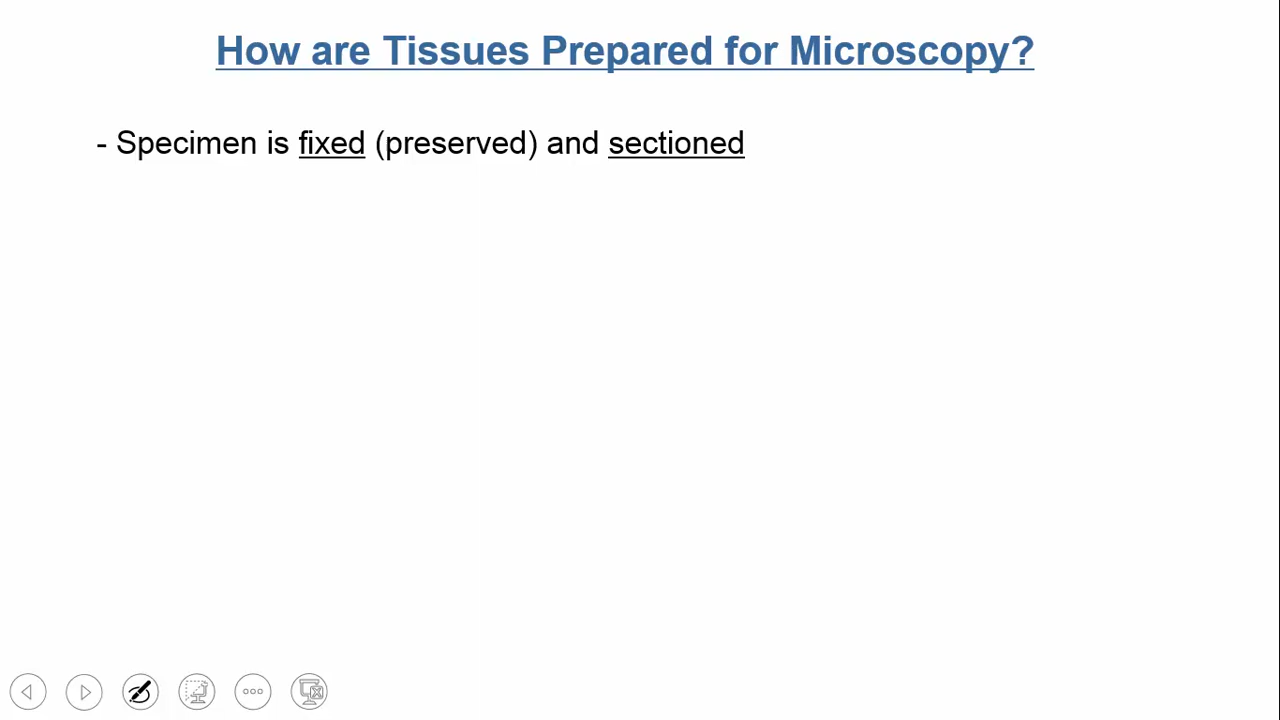 How are Tissues Prepared for Microscopy?
- Specimen is fixed (preserved) and sectioned